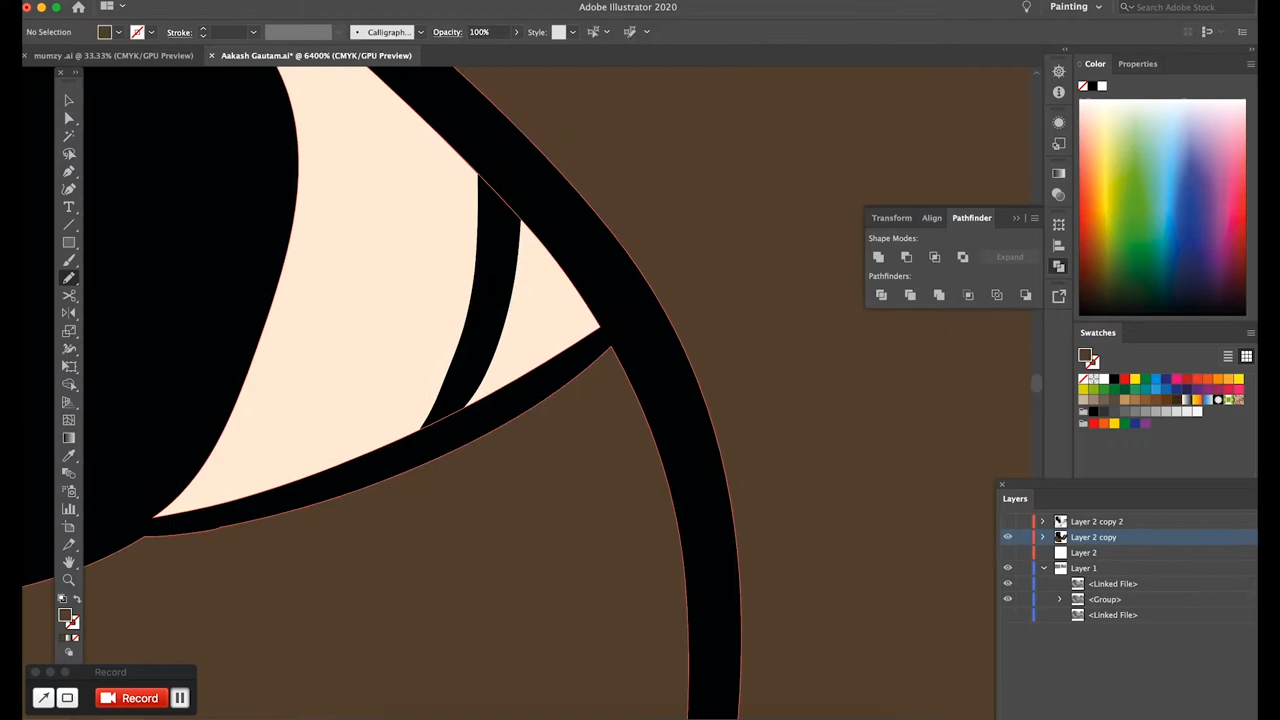 Adobe Illustrator 2020
Painting
Search Adobe Stock
No Selection
Stroke:
Calligraph...
Opacity: 100%
Style:
mumzy .ai @ 33.33% (CMYK/GPU Preview)
Aakash Gautam.ai* @ 6400% (CMYK/GPU Preview)
Color
Properties
Transform
Align
Pathfinder
Shape Modes:
Expand
Pathfinders:
Swatches
Layers
Layer 2 copy 2
Layer 2 copy
Layer 2
Layer 1
<Linked File>
<Group>
<Linked File>
Record
Record